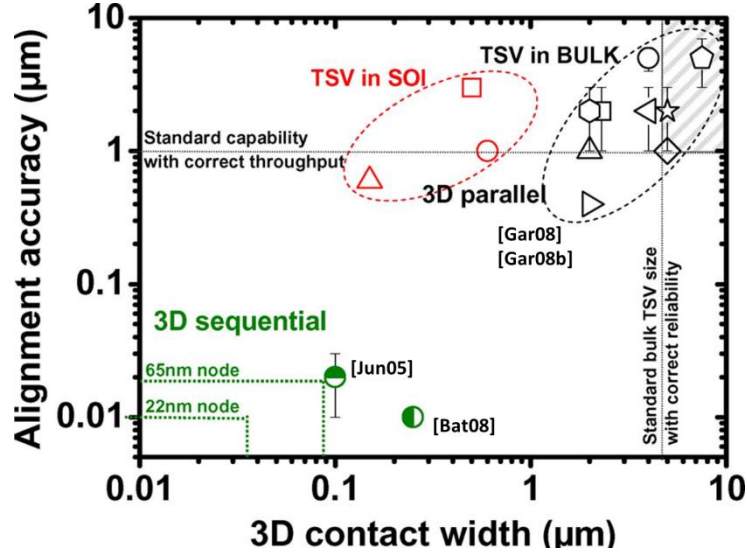 10
TSV in BULK
TSV in SOI
Standard capability
with correct throughput
1
3D parallel
[Gar08]
[Gar08b]
0.1
3D sequential
65nm node
[Jun05]
22nm node
0.01
[Bat08]
Standard bulk TSV size
with correct reliability
Alignment accuracy (µm)
0.01
0.1
1
10
3D contact width (µm)